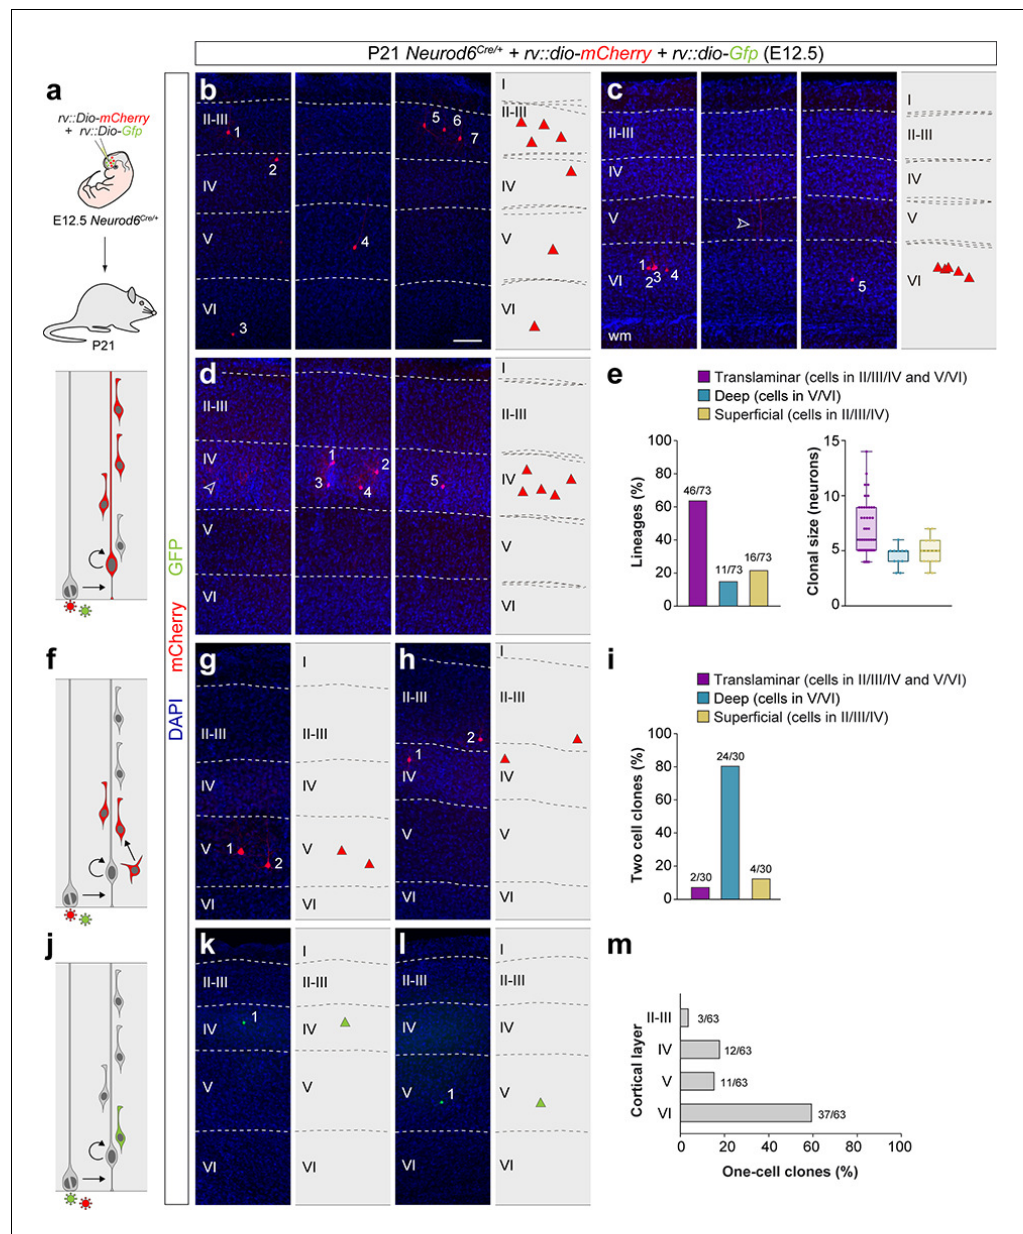 P21 Neurod6Cre/+ + rv::dio-mCherry + rv::dio-Gfp (E12.5)
a
rv::Dio-mCherry
+ rv::Dio-Gfp
E12.5 Neurod6Cre/+
P21
DAPI mCherry GFP
b
II-III
IV
V
VI
1
2
3
4
5
6
7
I
II-III
IV
V
VI
c
II-III
IV
V
VI
wm
1
2
3
4
5
I
II-III
IV
V
VI
d
I
II-III
IV
V
VI
1
2
3
4
5
I
II-III
IV
V
VI
e
Translaminar (cells in II/III/IV and V/VI)
Deep (cells in V/VI)
Superficial (cells in II/III/IV)
Lineages (%)
100
80
60
40
20
0
46/73
11/73
16/73
Clonal size (neurons)
15
10
5
0
f
g
II-III
IV
V
VI
1
2
I
II-III
IV
V
VI
h
II-III
IV
V
VI
1
2
I
II-III
IV
V
VI
i
Translaminar (cells in II/III/IV and V/VI)
Deep (cells in V/VI)
Superficial (cells in II/III/IV)
Two cell clones (%)
100
80
60
40
20
0
2/30
24/30
4/30
j
k
II-III
IV
V
VI
1
I
II-III
IV
V
VI
l
II-III
IV
V
VI
1
I
II-III
IV
V
VI
m
Cortical layer
II-III
IV
V
VI
3/63
12/63
11/63
37/63
0
20
40
60
80
100
One-cell clones (%)